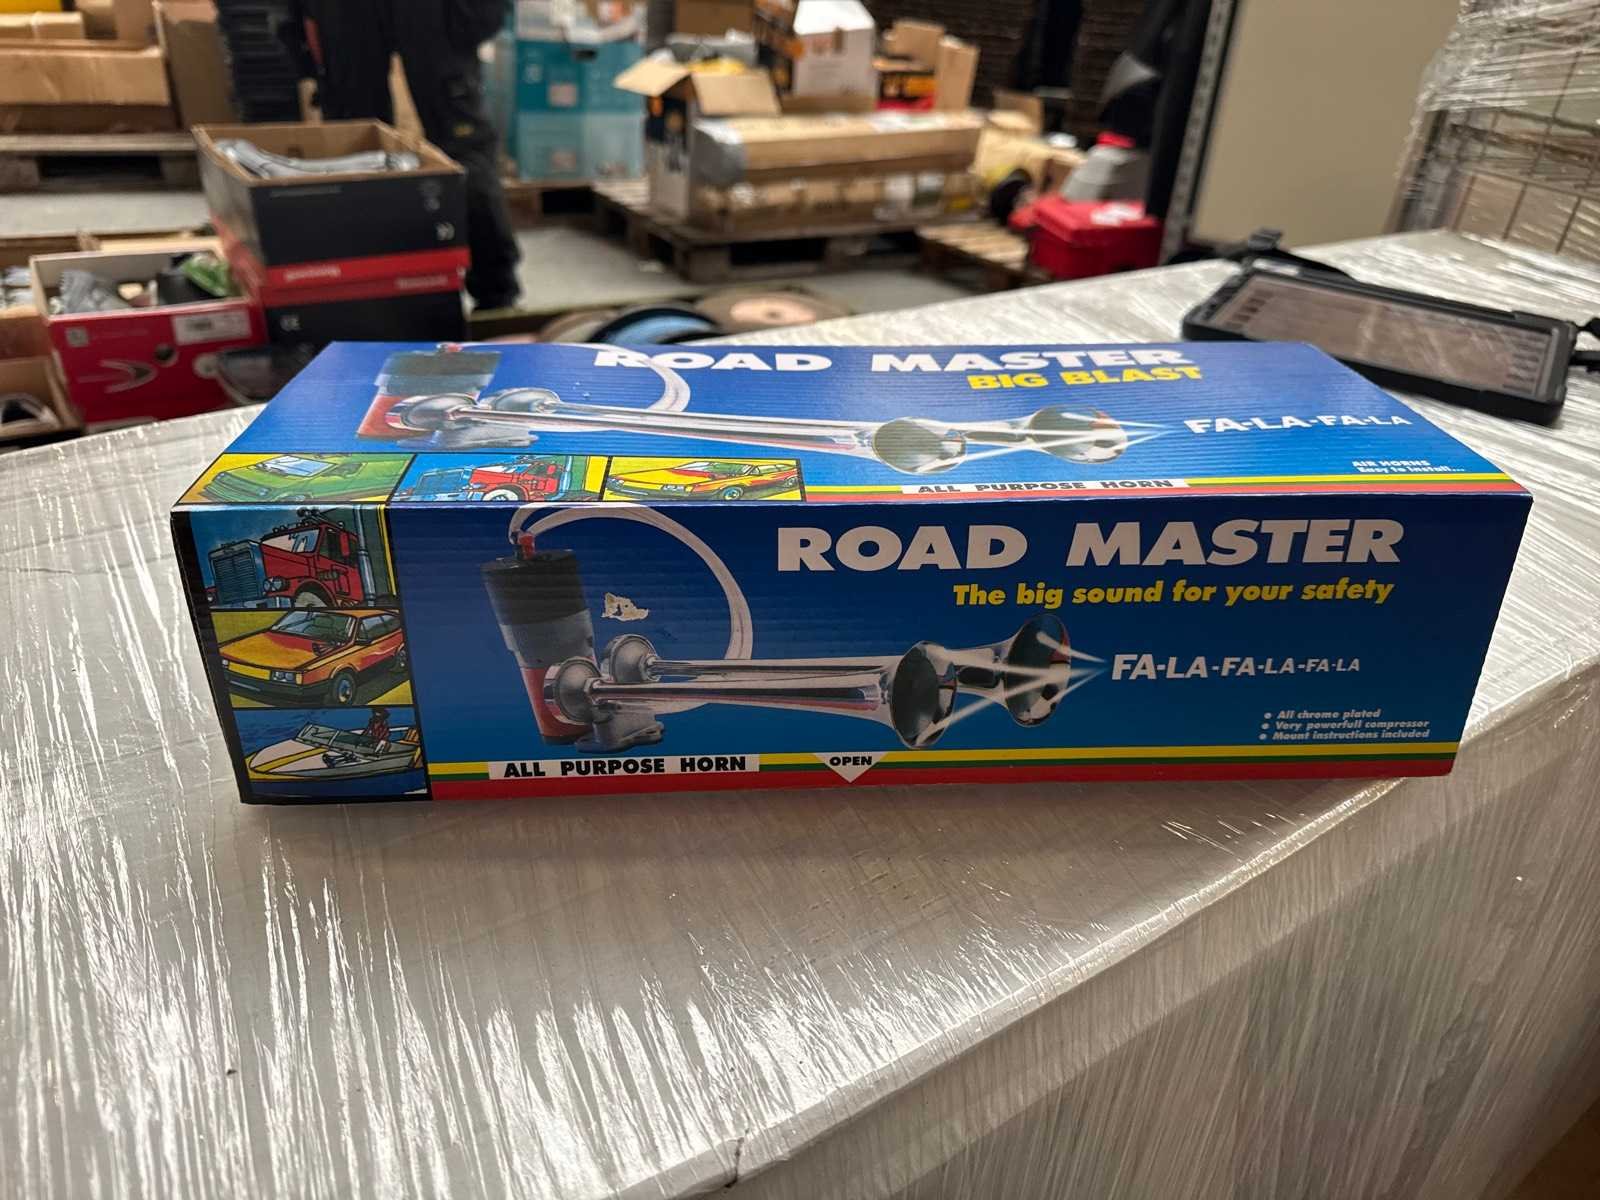 ROAD MASTER
BIG BLAST
FA-LA-FA-LA
AIR HORNS
Easy to install...
ALL PURPOSE HORN
ROAD MASTER
The big sound for your safety
FA-LA-FA-LA-FA-LA
• All chrome plated
• Very powerfull compressor
• Mount instructions included
ALL PURPOSE HORN
OPEN